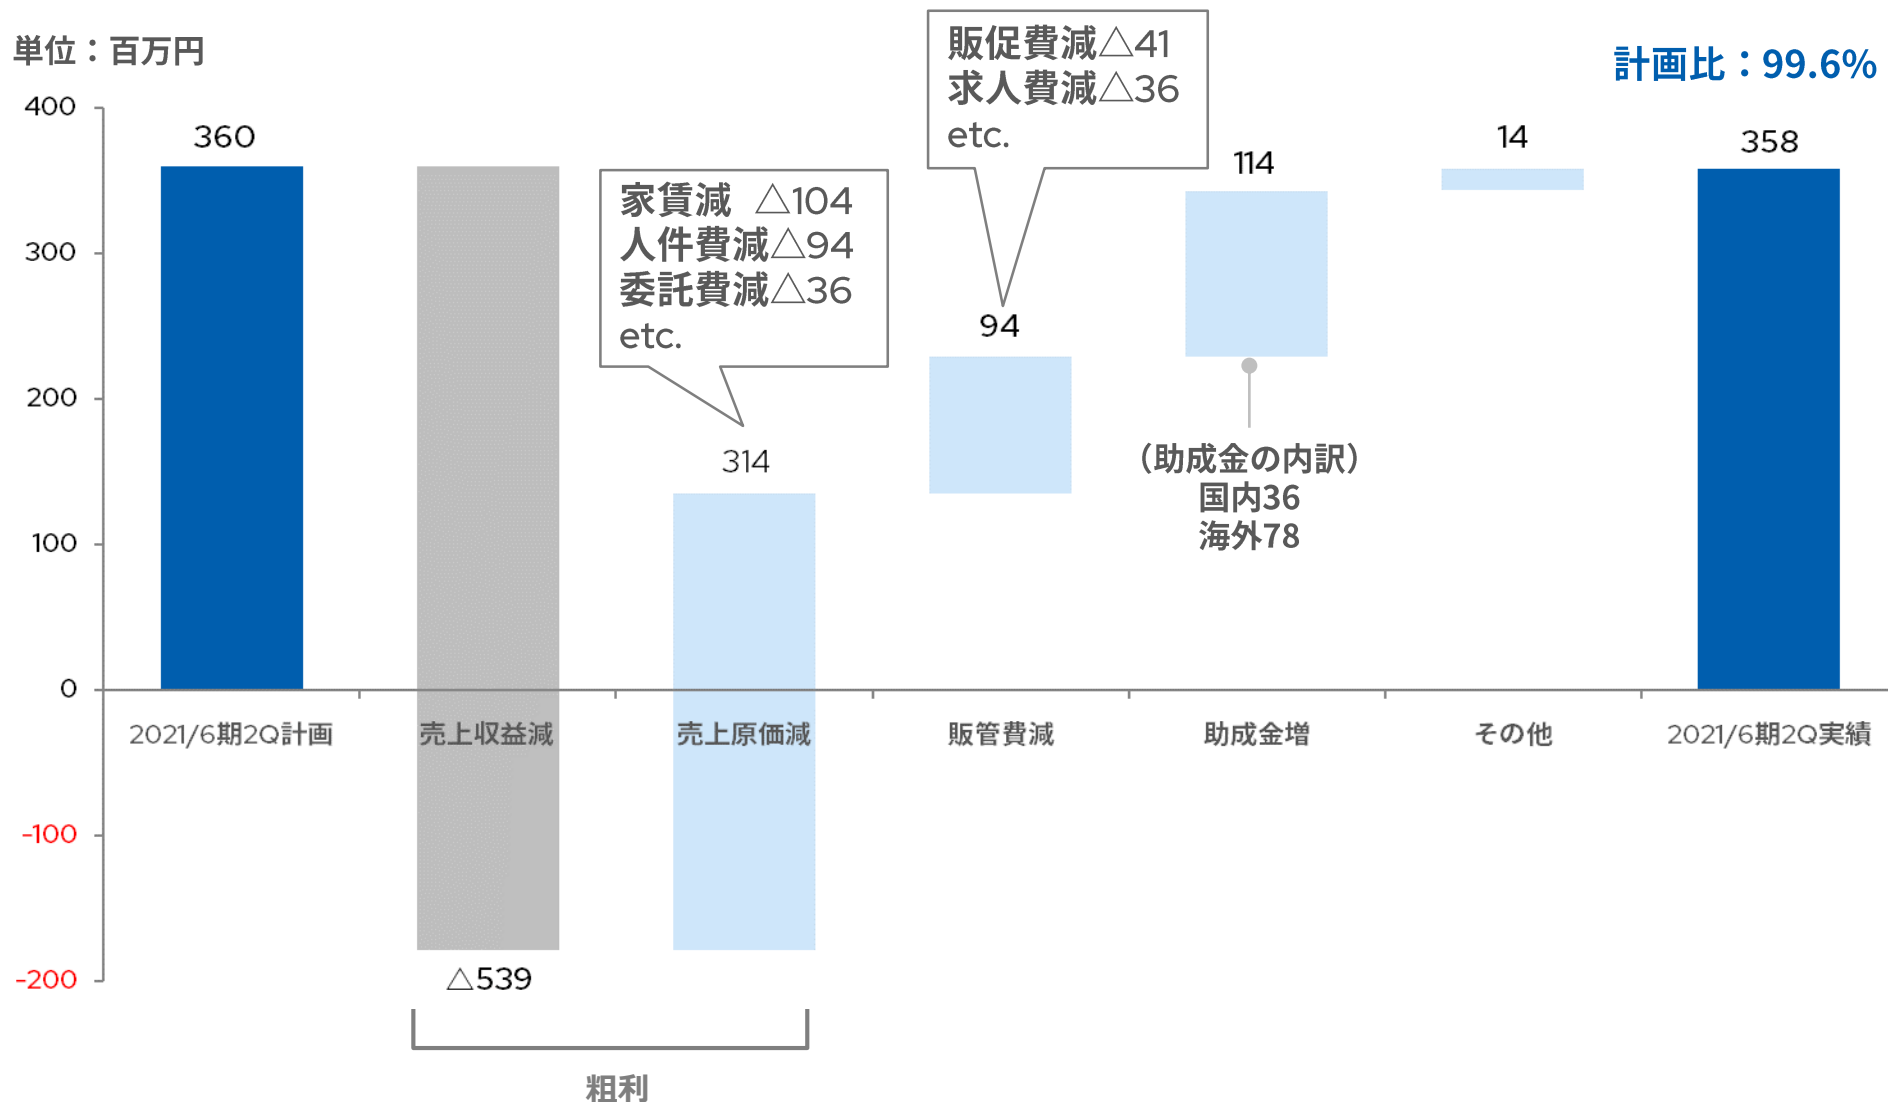 単位：百万円
計画比：99.6%
400
300
200
100
0
-100
-200
360
△539
家賃減 △104
人件費減△94
委託費減△36
etc.
314
販促費減△41
求人費減△36
etc.
94
114
（助成金の内訳）
国内36
海外78
14
358
2021/6期2Q計画
売上収益減
売上原価減
販管費減
助成金増
その他
2021/6期2Q実績
粗利